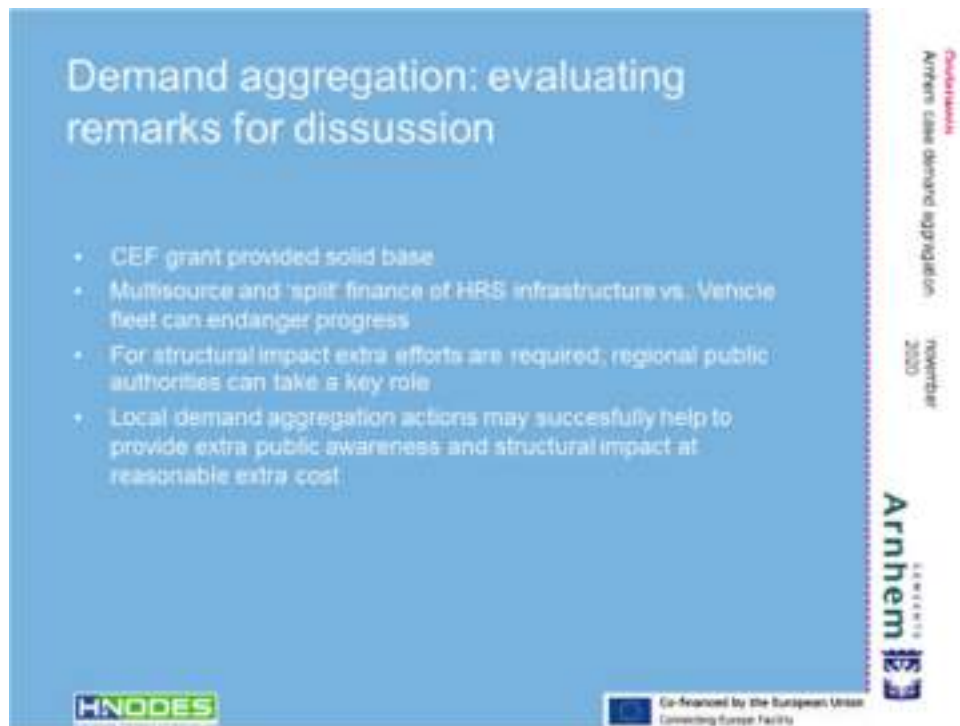 Demand aggregation: evaluating
remarks for dissussion
• CEF grant provided solid base
• Multisource and 'split' finance of HRS infrastructure vs. Vehicle
fleet can endanger progress
• For structural impact extra efforts are required; regional public
authorities can take a key role
• Local demand aggregation actions may succesfully help to
provide extra public awareness and structural impact at
reasonable extra cost
Arnhem case demand aggregation
november
2020
GEMEENTE
Arnhem
HNODES
Co-financed by the European Union
Connecting Europe Facility